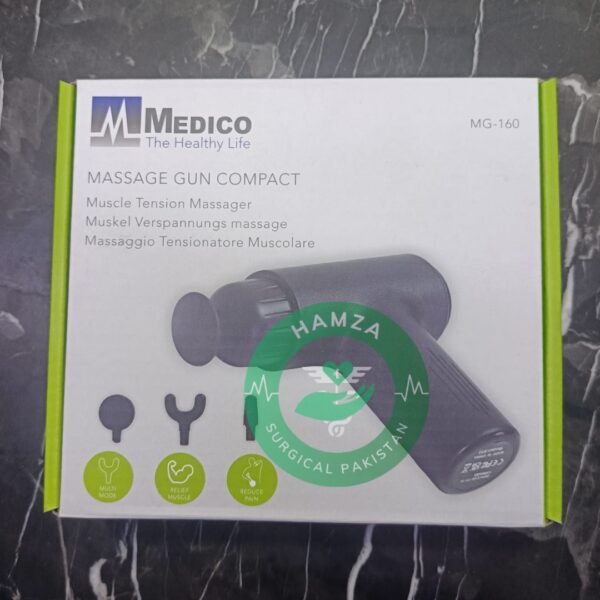 MEDICO
The Healthy Life
MG-160
MASSAGE GUN COMPACT
Muscle Tension Massager
Muskel Verspannungs massage
Massaggio Tensionatore Muscolare
HAMZA
SURGICAL PAKISTAN
MULTI
MODE
RELIEF
MUSCLE
REDUCE
PAIN